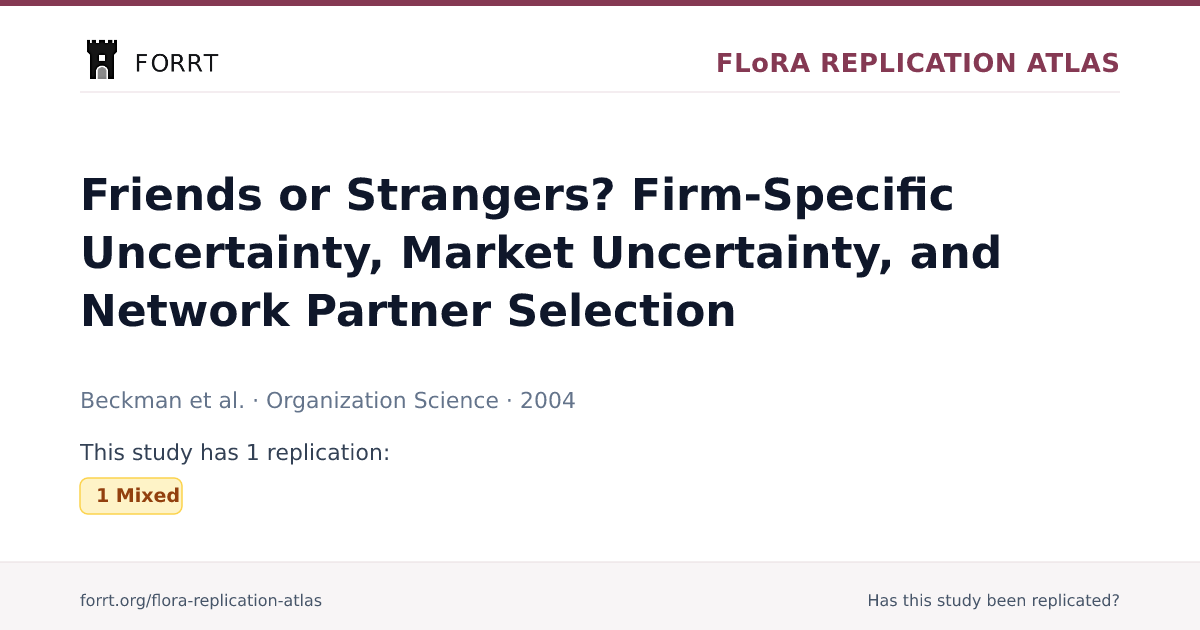 FORRT
FLoRA REPLICATION ATLAS
Friends or Strangers? Firm-Specific
Uncertainty, Market Uncertainty, and
Network Partner Selection
Beckman et al. · Organization Science · 2004
This study has 1 replication:
1 Mixed
forrt.org/flora-replication-atlas
Has this study been replicated?